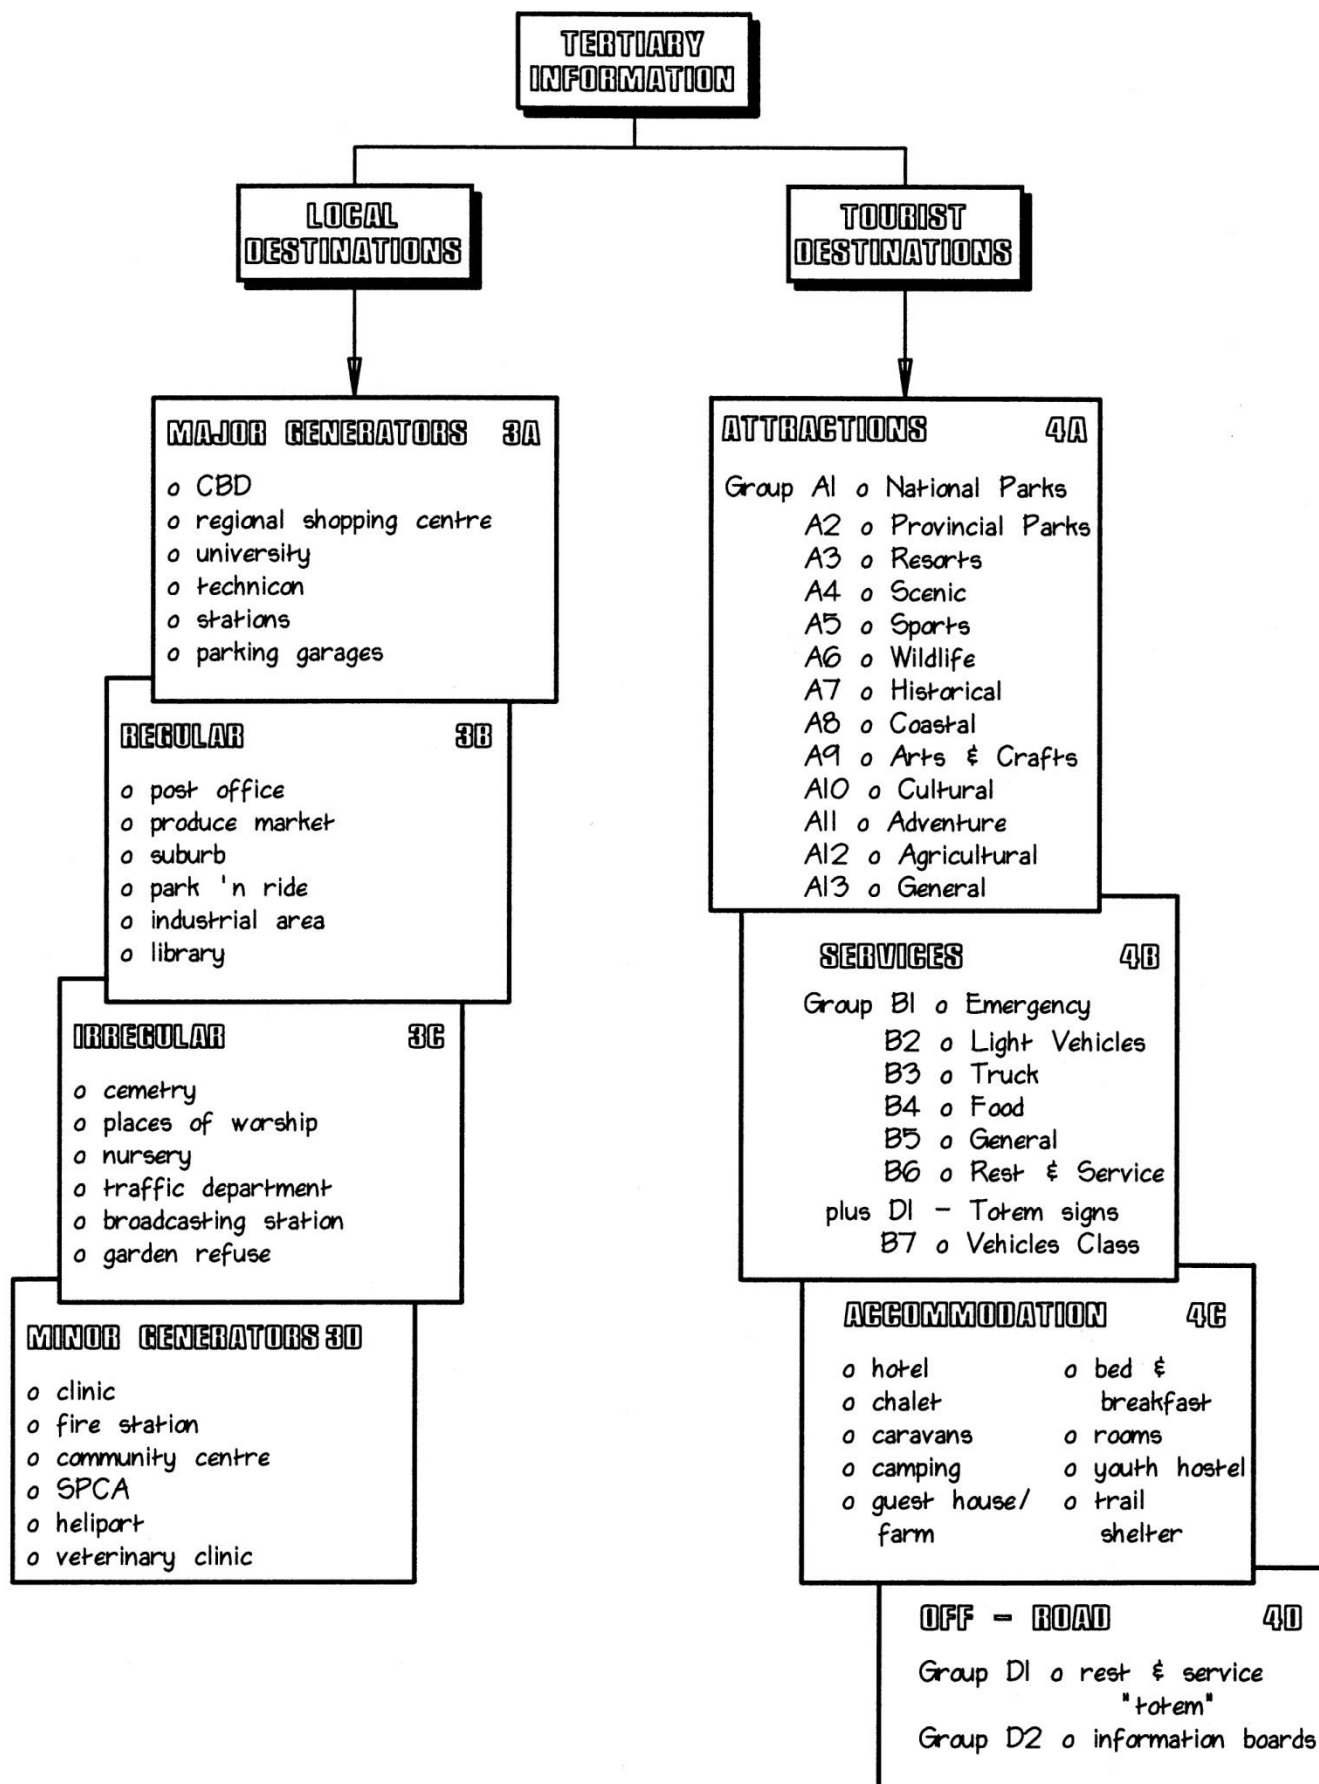 TERTIARY
INFORMATION
LOCAL
DESTINATIONS
MAJOR GENERATORS 3A
o CBD
o regional shopping centre
o university
o technicon
o stations
o parking garages
REGULAR 3B
o post office
o produce market
o suburb
o park 'n ride
o industrial area
o library
IRREGULAR 3C
o cemetry
o places of worship
o nursery
o traffic department
o broadcasting station
o garden refuse
MINOR GENERATORS 3D
o clinic
o fire station
o community centre
o SPCA
o heliport
o veterinary clinic
TOURIST
DESTINATIONS
ATTRACTIONS 4A
Group A1 o National Parks
A2 o Provincial Parks
A3 o Resorts
A4 o Scenic
A5 o Sports
A6 o Wildlife
A7 o Historical
A8 o Coastal
A9 o Arts & Crafts
A10 o Cultural
A11 o Adventure
A12 o Agricultural
A13 o General
SERVICES 4B
Group B1 o Emergency
B2 o Light Vehicles
B3 o Truck
B4 o Food
B5 o General
B6 o Rest & Service
plus D1 – Totem signs
B7 o Vehicles Class
ACCOMMODATION 4C
o hotel
o chalet
o caravans
o camping
o guest house/
farm
o bed &
breakfast
o rooms
o youth hostel
o trail
shelter
OFF – ROAD 4D
Group D1 o rest & service
"totem"
Group D2 o information boards